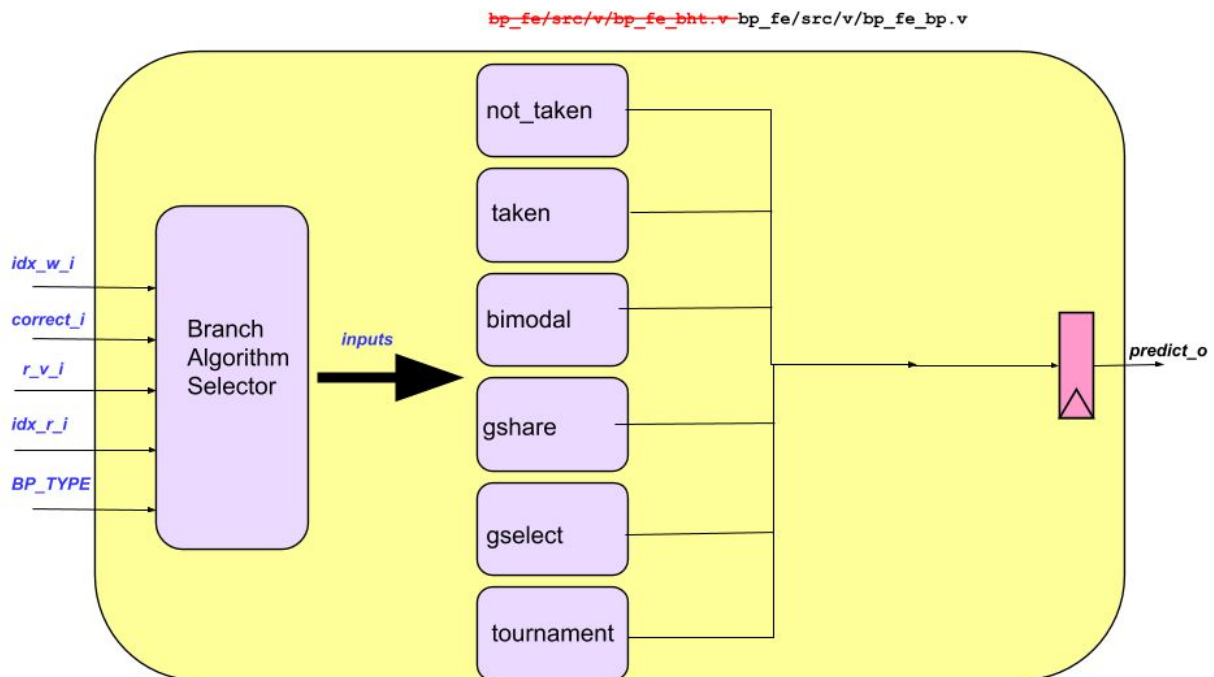 bp_fe/src/v/bp_fe_bht.v bp_fe/src/v/bp_fe_bp.v
not_taken
taken
idx_w_i
correct_i
r_v_i
idx_r_i
BP_TYPE
Branch
Algorithm
Selector
inputs
bimodal
gshare
gselect
tournament
predict_o